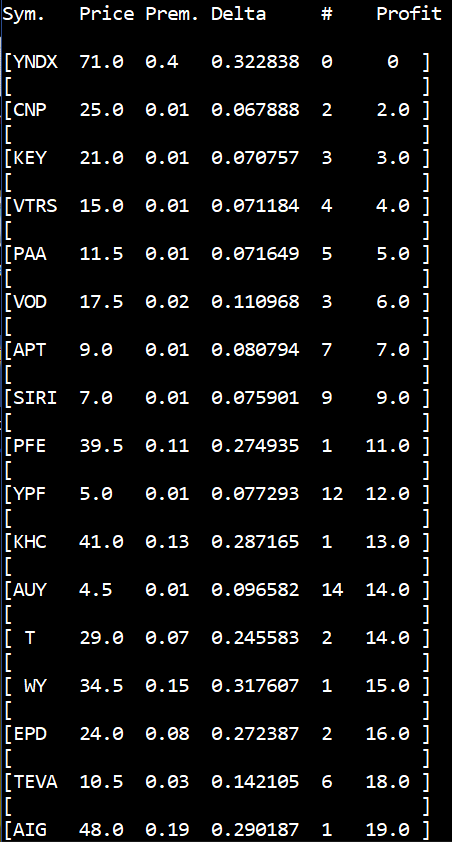 Sym. Price Prem. Delta # Profit
[YNDX 71.0 0.4 0.322838 0 0 ]
[ ]
[CNP 25.0 0.01 0.067888 2 2.0 ]
[ ]
[KEY 21.0 0.01 0.070757 3 3.0 ]
[ ]
[VTRS 15.0 0.01 0.071184 4 4.0 ]
[ ]
[PAA 11.5 0.01 0.071649 5 5.0 ]
[ ]
[VOD 17.5 0.02 0.110968 3 6.0 ]
[ ]
[APT 9.0 0.01 0.080794 7 7.0 ]
[ ]
[SIRI 7.0 0.01 0.075901 9 9.0 ]
[ ]
[PFE 39.5 0.11 0.274935 1 11.0 ]
[ ]
[YPF 5.0 0.01 0.077293 12 12.0 ]
[ ]
[KHC 41.0 0.13 0.287165 1 13.0 ]
[ ]
[AUY 4.5 0.01 0.096582 14 14.0 ]
[ ]
[ T 29.0 0.07 0.245583 2 14.0 ]
[ ]
[ WY 34.5 0.15 0.317607 1 15.0 ]
[ ]
[EPD 24.0 0.08 0.272387 2 16.0 ]
[ ]
[TEVA 10.5 0.03 0.142105 6 18.0 ]
[ ]
[AIG 48.0 0.19 0.290187 1 19.0 ]